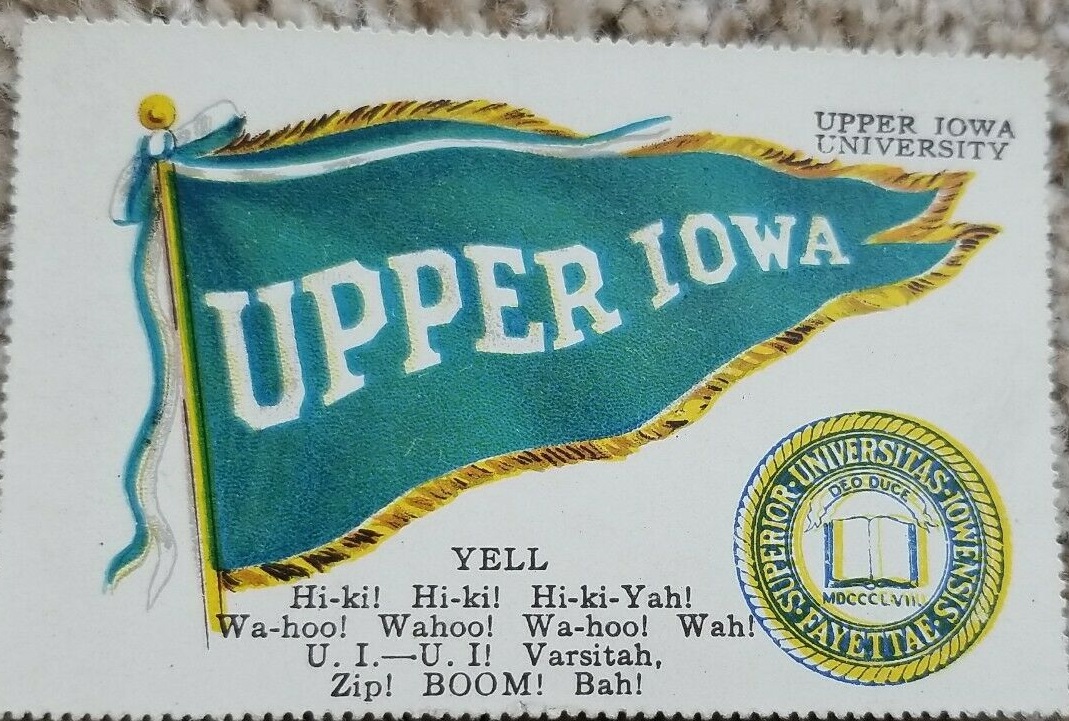 UPPER IOWA
UNIVERSITY
UPPER IOWA
YELL
Hi-ki! Hi-ki! Hi-ki-Yah!
Wa-hoo! Wahoo! Wa-hoo! Wah!
U. I.—U. I! Varsitah,
Zip! BOOM! Bah!
SUPERIOR·UNIVERSITAS·IOWENSIS·FAYETTIAE·
DEO DUCE
MDCCCLVIII